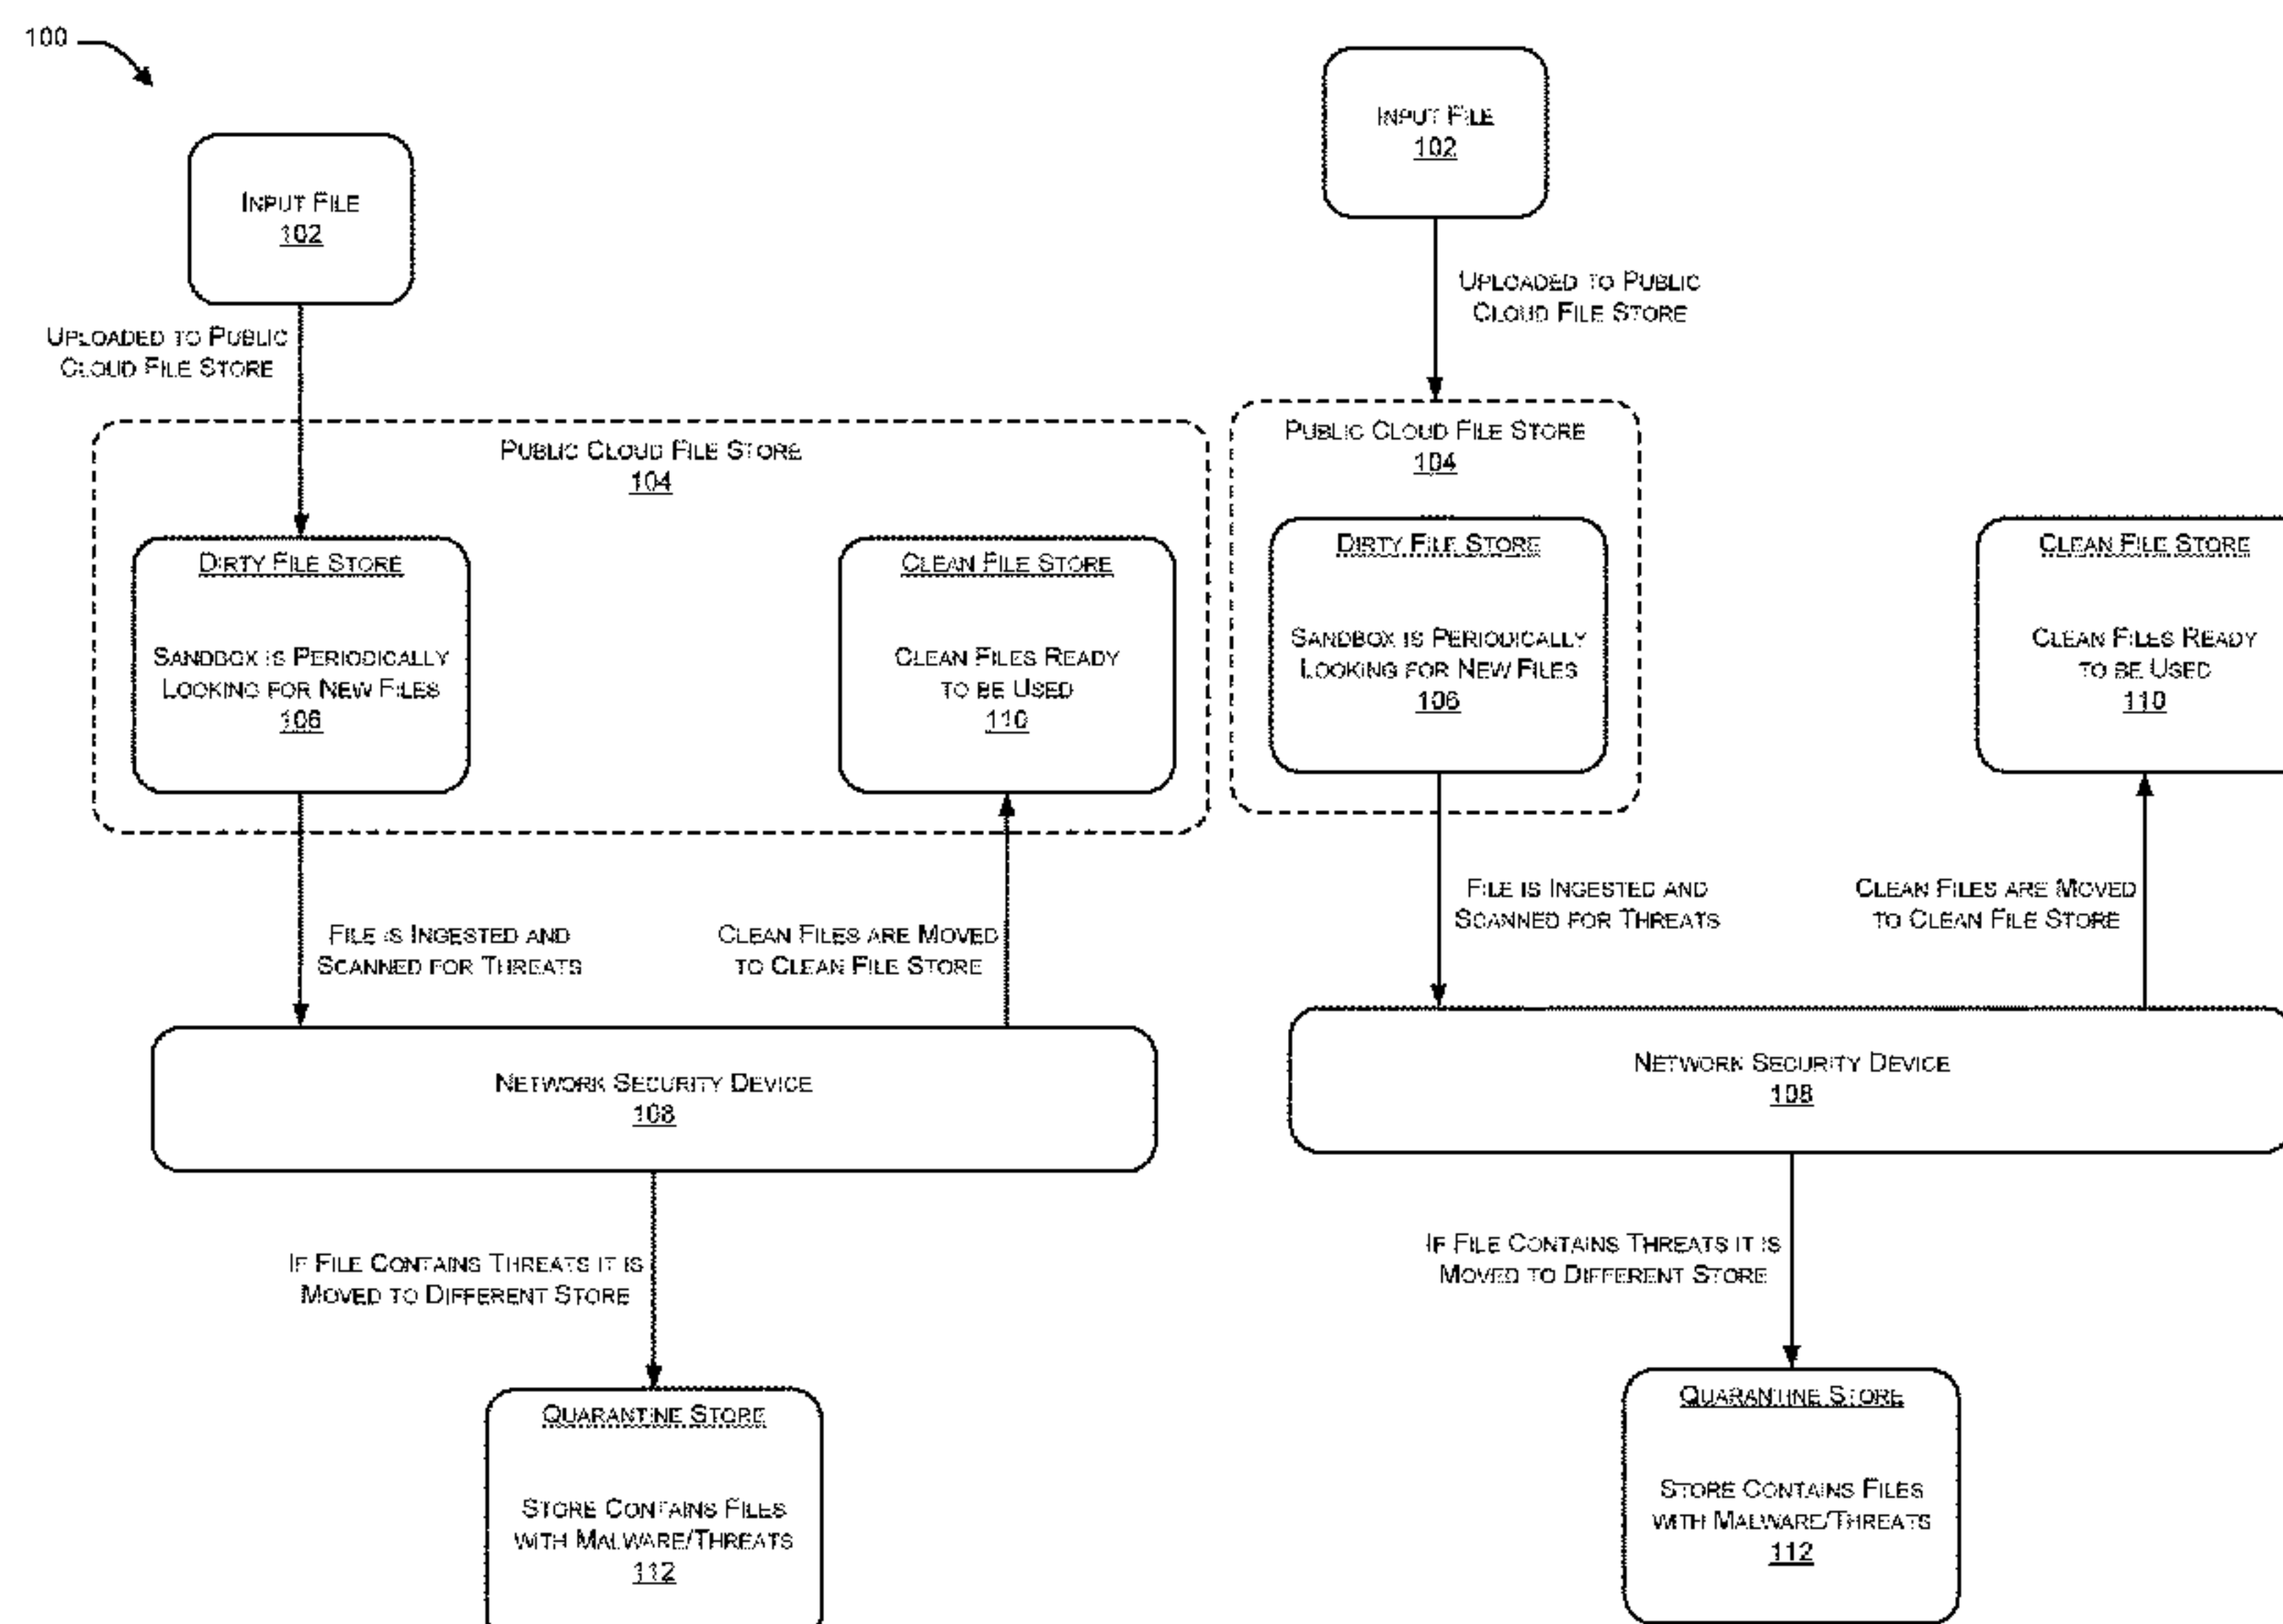 100
INPUT FILE
102
UPLOADED TO PUBLIC
CLOUD FILE STORE
PUBLIC CLOUD FILE STORE
104
DIRTY FILE STORE
SANDBOX IS PERIODICALLY
LOOKING FOR NEW FILES
106
CLEAN FILE STORE
CLEAN FILES READY
TO BE USED
110
FILE IS INGESTED AND
SCANNED FOR THREATS
CLEAN FILES ARE MOVED
TO CLEAN FILE STORE
NETWORK SECURITY DEVICE
108
IF FILE CONTAINS THREATS IT IS
MOVED TO DIFFERENT STORE
QUARANTINE STORE
STORE CONTAINS FILES
WITH MALWARE/THREATS
112
INPUT FILE
102
UPLOADED TO PUBLIC
CLOUD FILE STORE
PUBLIC CLOUD FILE STORE
104
DIRTY FILE STORE
SANDBOX IS PERIODICALLY
LOOKING FOR NEW FILES
106
CLEAN FILE STORE
CLEAN FILES READY
TO BE USED
110
FILE IS INGESTED AND
SCANNED FOR THREATS
CLEAN FILES ARE MOVED
TO CLEAN FILE STORE
NETWORK SECURITY DEVICE
108
IF FILE CONTAINS THREATS IT IS
MOVED TO DIFFERENT STORE
QUARANTINE STORE
STORE CONTAINS FILES
WITH MALWARE/THREATS
112